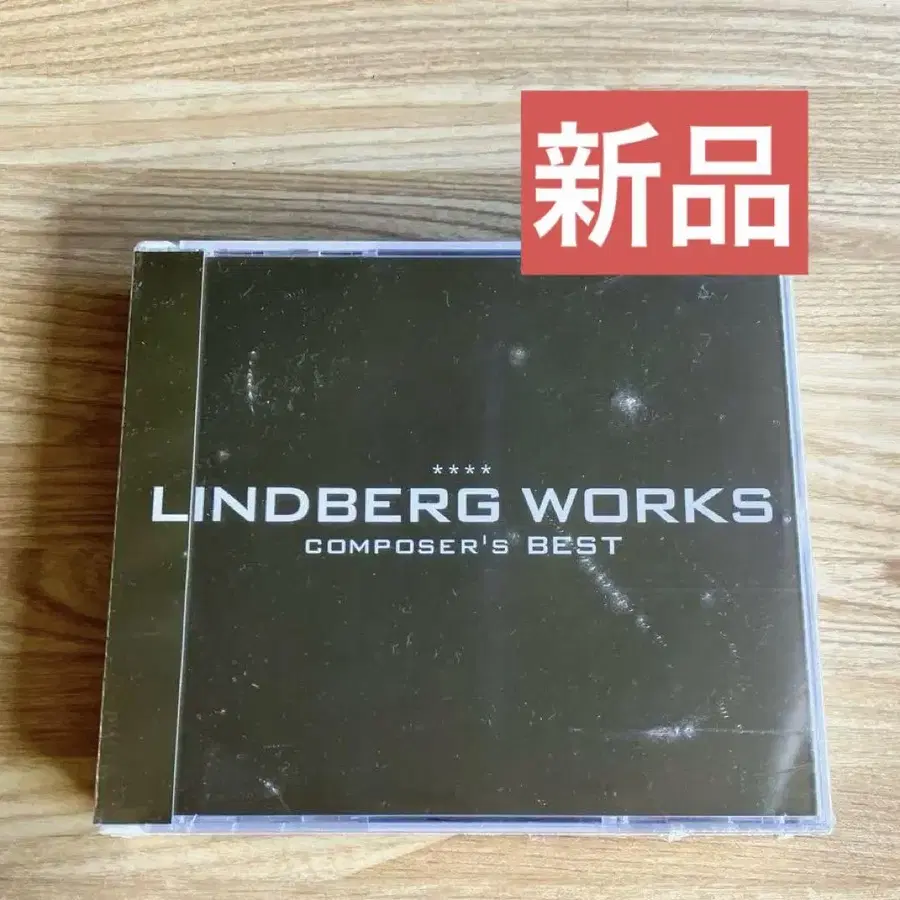 新品
****
LINDBERG WORKS
COMPOSER'S BEST